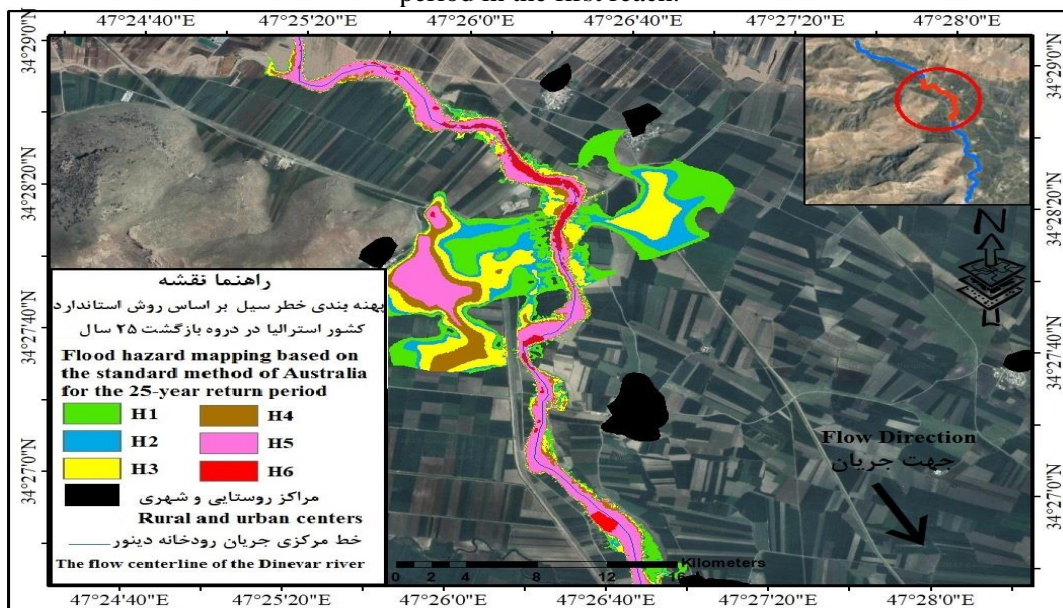 period in the first reach.
47°24'40"E 47°25'20"E 47°26'0"E 47°26'40"E 47°27'20"E 47°28'0"E
34°29'0"N
34°28'20"N
34°27'40"N
34°27'0"N
34°29'0"N
34°28'20"N
34°27'40"N
34°27'0"N
N
راهنما نقشه
پهنه بندی خطر سیل بر اساس روش استاندارد
کشور استرالیا در دروه بازگشت ۲۵ سال
Flood hazard mapping based on
the standard method of Australia
for the 25-year return period
H1 H4
H2 H5
H3 H6
مراکز روستایی و شهری
Rural and urban centers
خط مرکزی جریان رودخانه دینور
The flow centerline of the Dinevar river
Flow Direction
جهت جریان
Kilometers
0 2 4 8 12 16
47°24'40"E 47°25'20"E 47°26'0"E 47°26'40"E 47°27'20"E 47°28'0"E